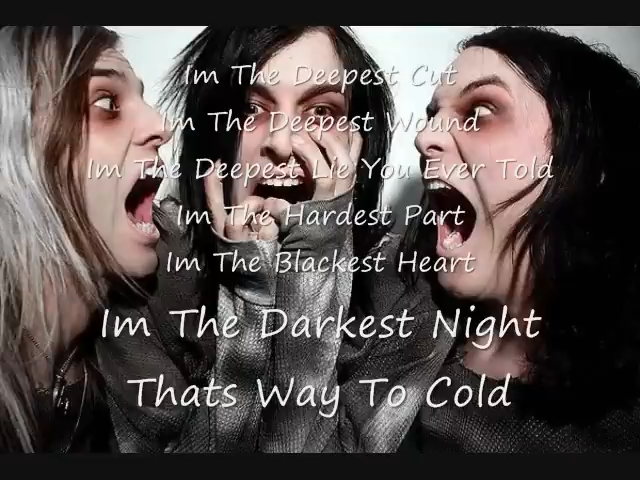 Im The Deepest Cut
Im The Deepest Wound
Im The Deepest Lie You Ever Told
Im The Hardest Part
Im The Blackest Heart
Im The Darkest Night
Thats Way To Cold